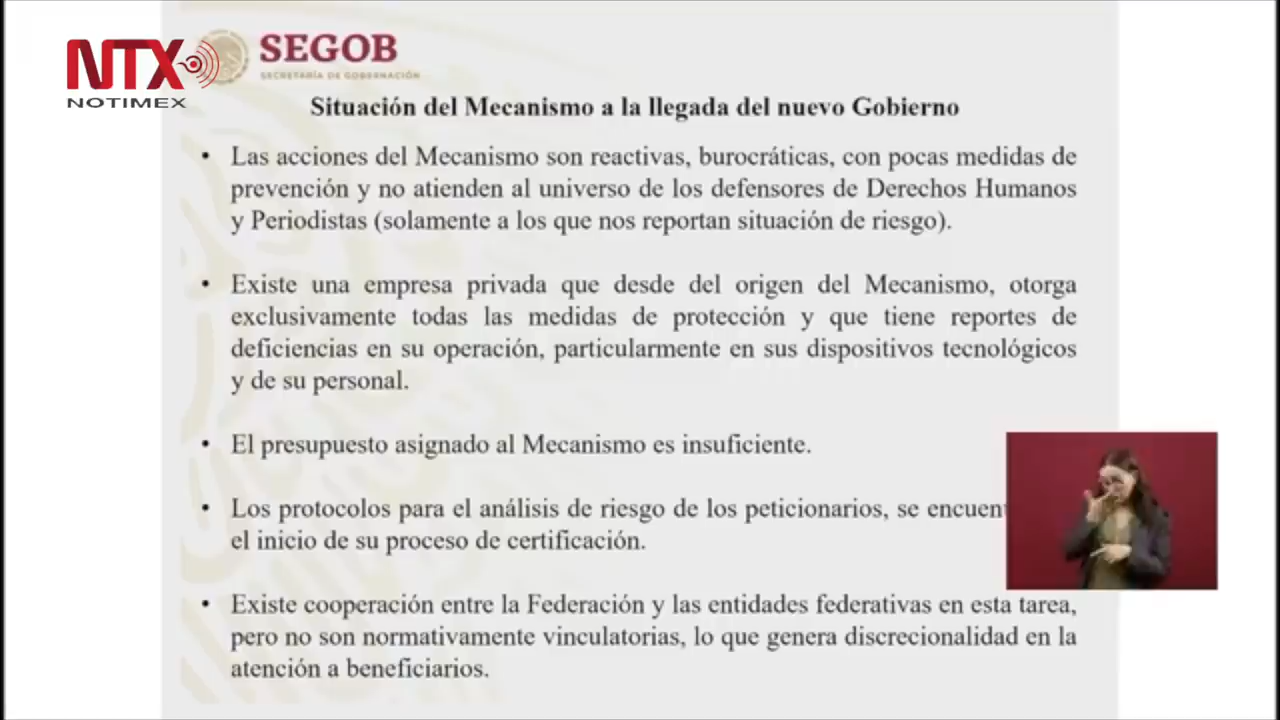 NTX
NOTIMEX
SEGOB
SECRETARÍA DE GOBERNACIÓN
Situación del Mecanismo a la llegada del nuevo Gobierno
• Las acciones del Mecanismo son reactivas, burocráticas, con pocas medidas de
prevención y no atienden al universo de los defensores de Derechos Humanos
y Periodistas (solamente a los que nos reportan situación de riesgo).
• Existe una empresa privada que desde del origen del Mecanismo, otorga
exclusivamente todas las medidas de protección y que tiene reportes de
deficiencias en su operación, particularmente en sus dispositivos tecnológicos
y de su personal.
• El presupuesto asignado al Mecanismo es insuficiente.
• Los protocolos para el análisis de riesgo de los peticionarios, se encuen
el inicio de su proceso de certificación.
• Existe cooperación entre la Federación y las entidades federativas en esta tarea,
pero no son normativamente vinculatorias, lo que genera discrecionalidad en la
atención a beneficiarios.